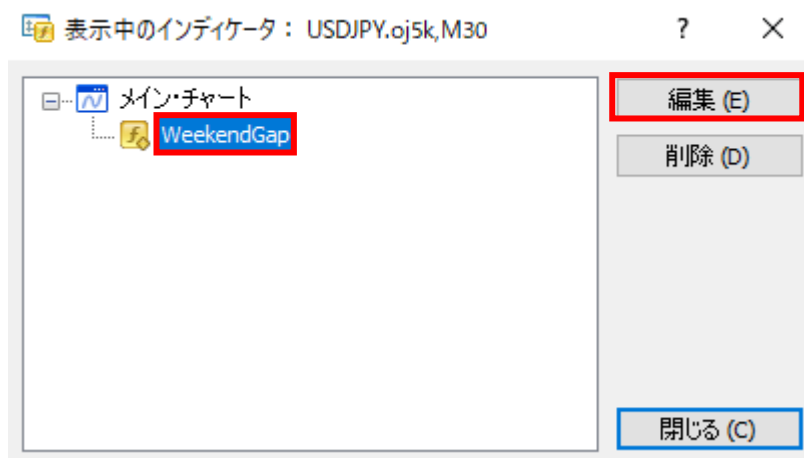 表示中のインディケータ： USDJPY.oj5k,M30
メイン・チャート
WeekendGap
編集 (E)
削除 (D)
閉じる (C)